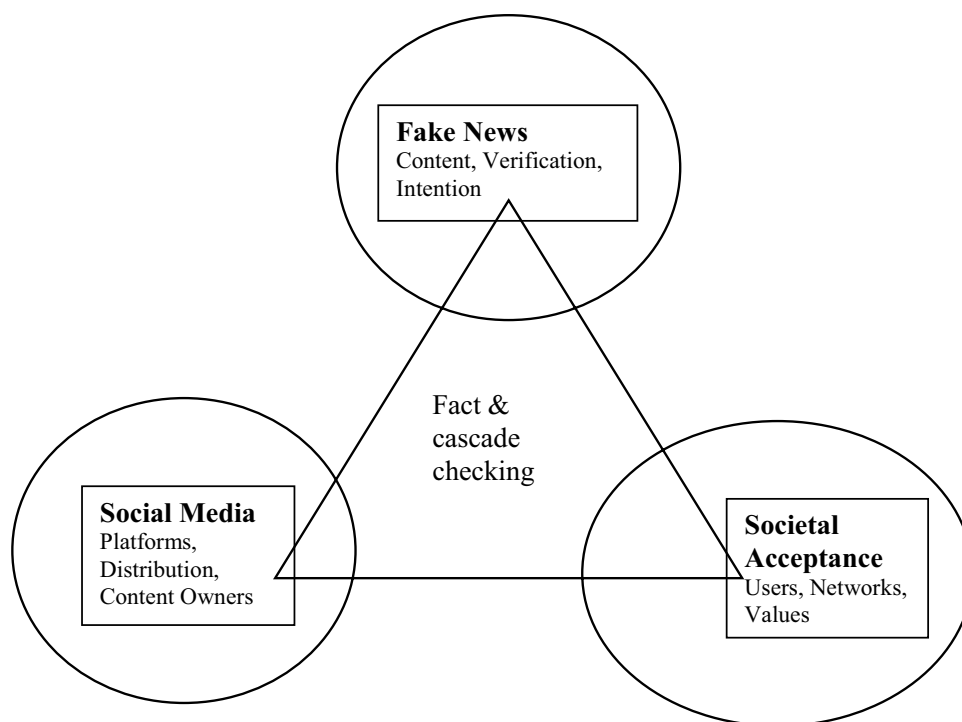 Fake News
Content, Verification,
Intention
Fact &
cascade
checking
Social Media
Platforms,
Distribution,
Content Owners
Societal
Acceptance
Users, Networks,
Values